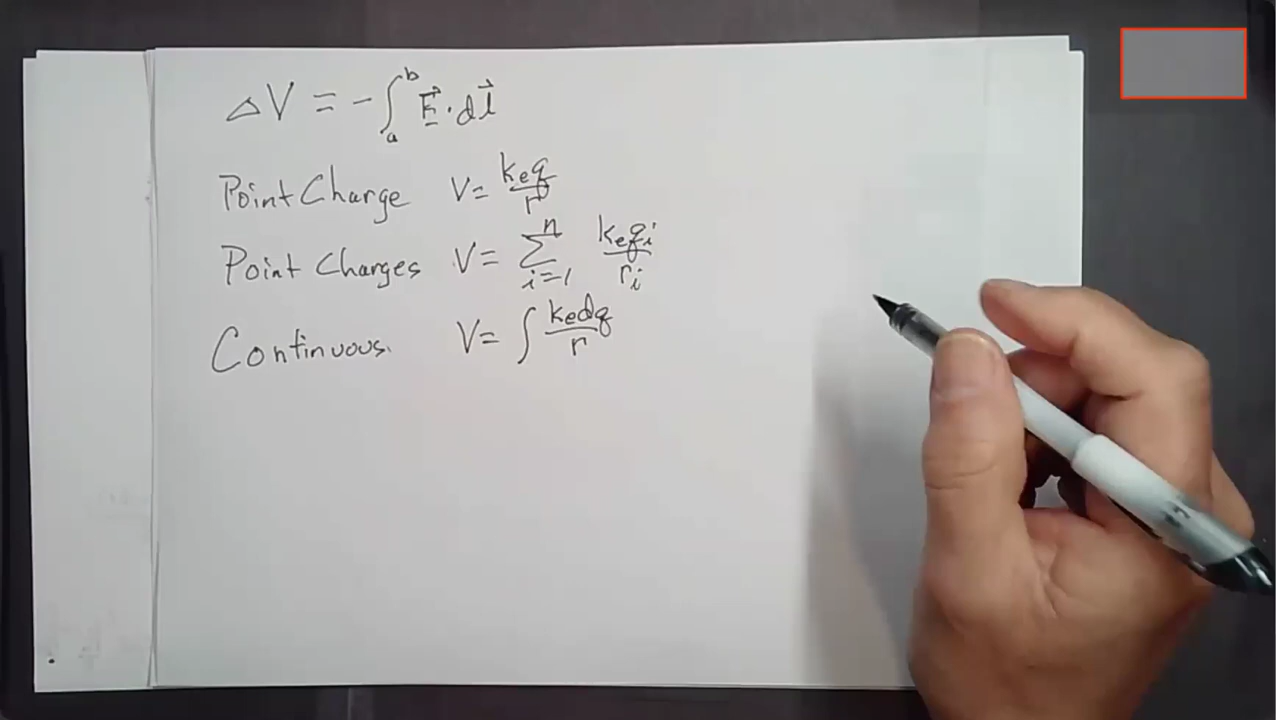 ΔV = -∫_a^b E⃗ · dl⃗
Point Charge V = k_e q / r
Point Charges V = Σ_{i=1}^{n} k_e q_i / r_i
Continuous. V = ∫ k_e dq / r